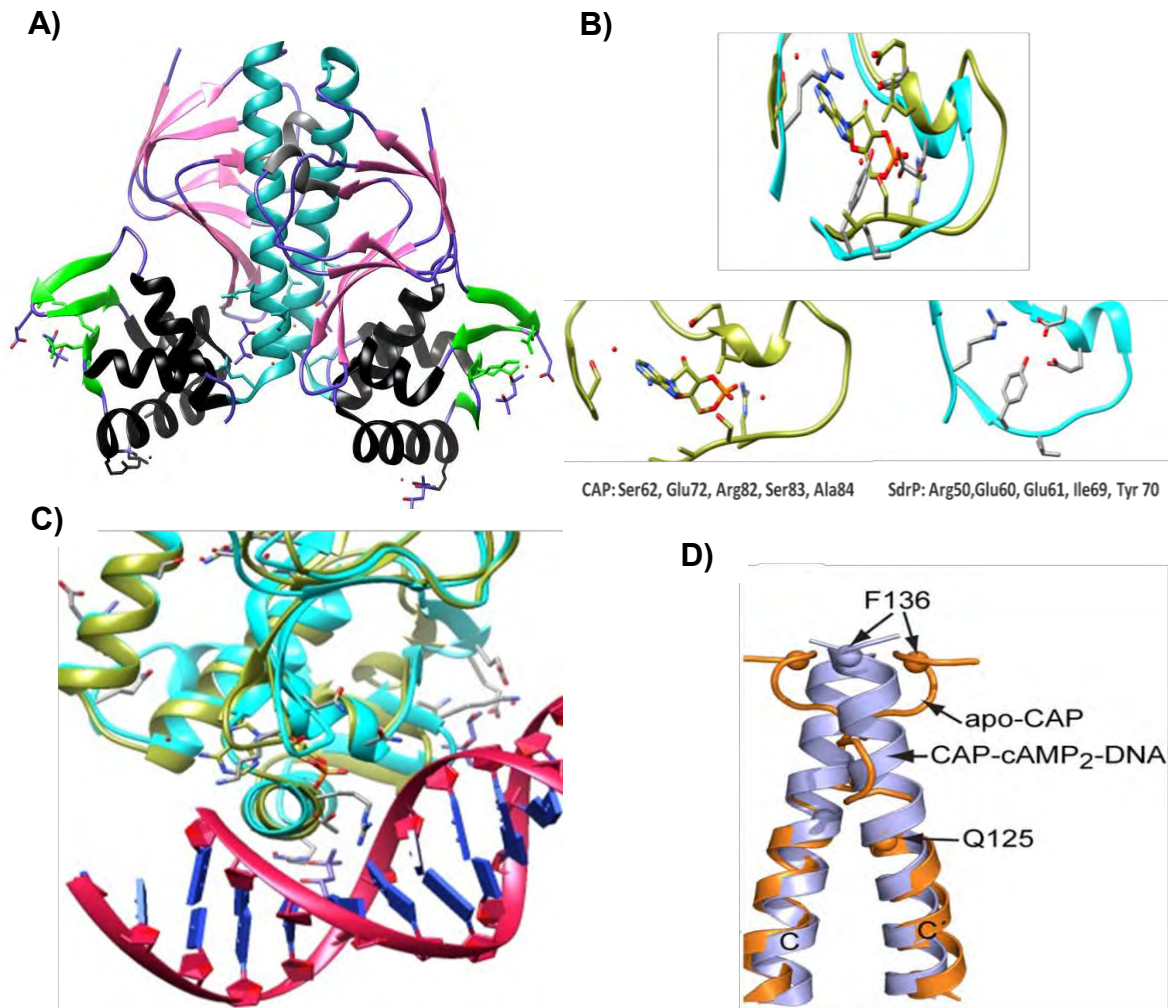 A)
B)
CAP: Ser62, Glu72, Arg82, Ser83, Ala84
SdrP: Arg50,Glu60, Glu61, Ile69, Tyr 70
C)
D)
F136
apo-CAP
CAP-cAMP₂-DNA
Q125
C
C'